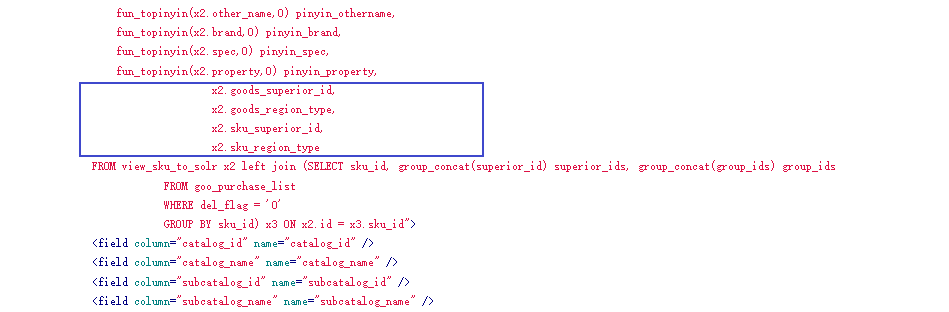 fun_topinyin(x2.other_name,0) pinyin_othername,
fun_topinyin(x2.brand,0) pinyin_brand,
fun_topinyin(x2.spec,0) pinyin_spec,
fun_topinyin(x2.property,0) pinyin_property,
x2.goods_superior_id,
x2.goods_region_type,
x2.sku_superior_id,
x2.sku_region_type
FROM view_sku_to_solr x2 left join (SELECT sku_id, group_concat(superior_id) superior_ids, group_concat(group_ids) group_ids
FROM goo_purchase_list
WHERE del_flag = '0'
GROUP BY sku_id) x3 ON x2.id = x3.sku_id">
<field column="catalog_id" name="catalog_id" />
<field column="catalog_name" name="catalog_name" />
<field column="subcatalog_id" name="subcatalog_id" />
<field column="subcatalog_name" name="subcatalog_name" />